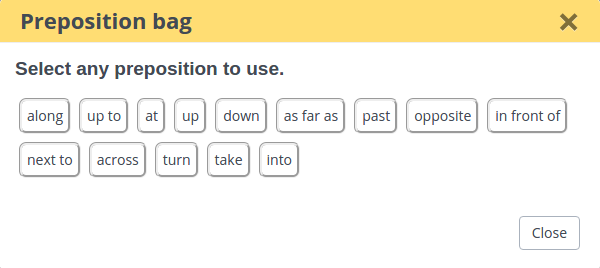 Preposition bag
Select any preposition to use.
along up to at up down as far as past opposite in front of
next to across turn take into
Close